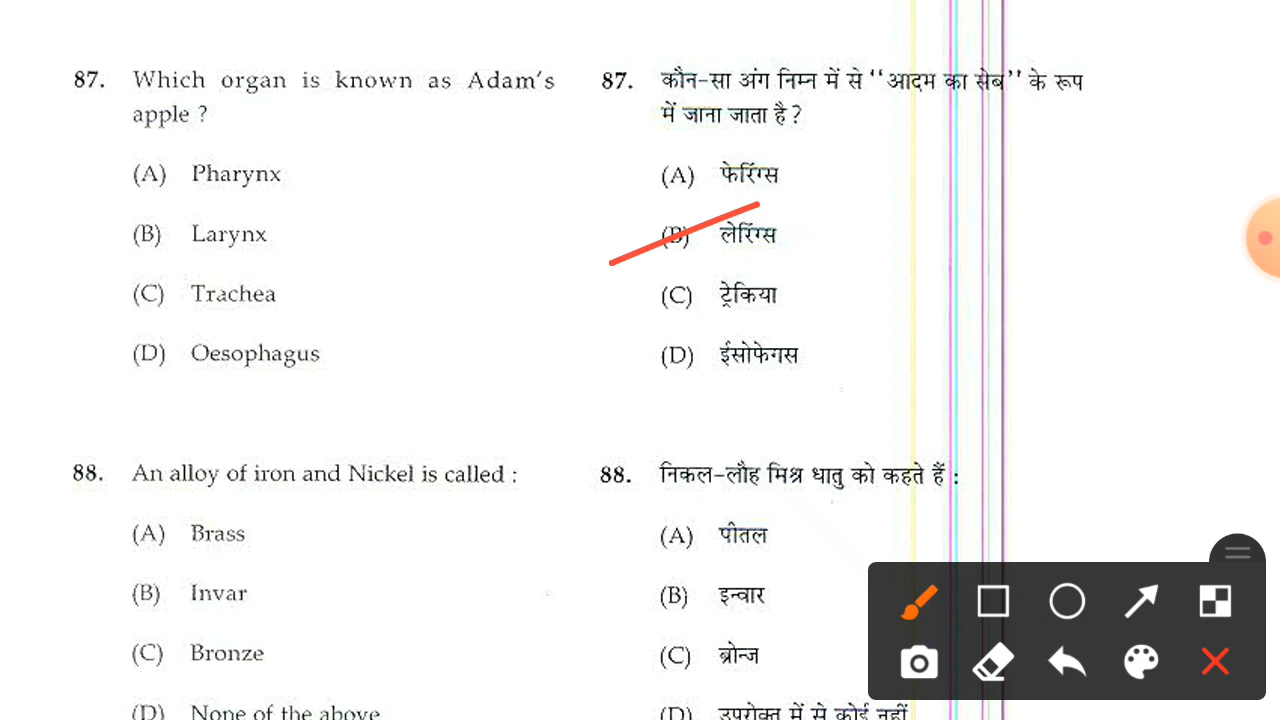 87. Which organ is known as Adam's
apple ?
(A) Pharynx
(B) Larynx
(C) Trachea
(D) Oesophagus
88. An alloy of iron and Nickel is called :
(A) Brass
(B) Invar
(C) Bronze
(D) None of the above
87. कौन-सा अंग निम्न में से ‘‘आदम का सेब’’ के रूप
में जाना जाता है ?
(A) फेरिंग्स
(B) लेरिंग्स
(C) ट्रेकिया
(D) ईसोफेगस
88. निकल-लौह मिश्र धातु को कहते हैं :
(A) पीतल
(B) इन्वार
(C) ब्रोन्ज
(D) उपरोक्त में से कोई नहीं